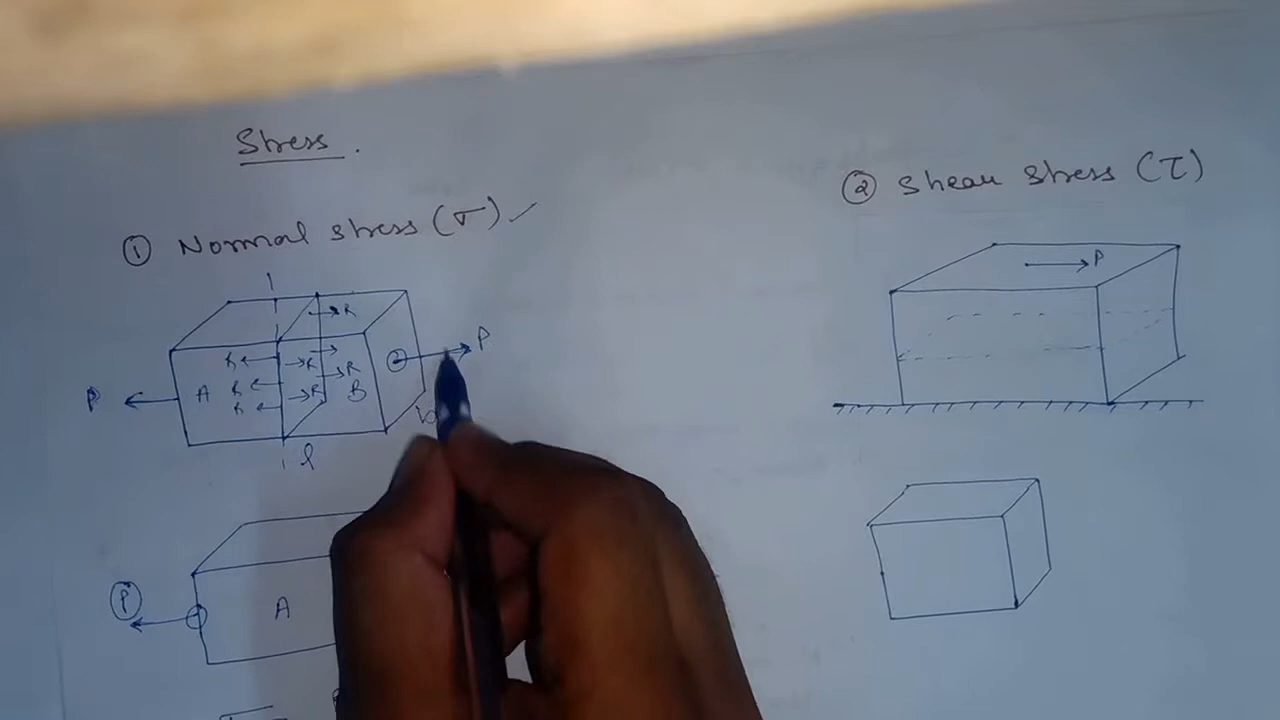 Stress.
① Normal stress (σ) ✓
② Shear stress (τ)
P
P
R
R
R
R
R
R
R
A
B
P
b
l
P
A